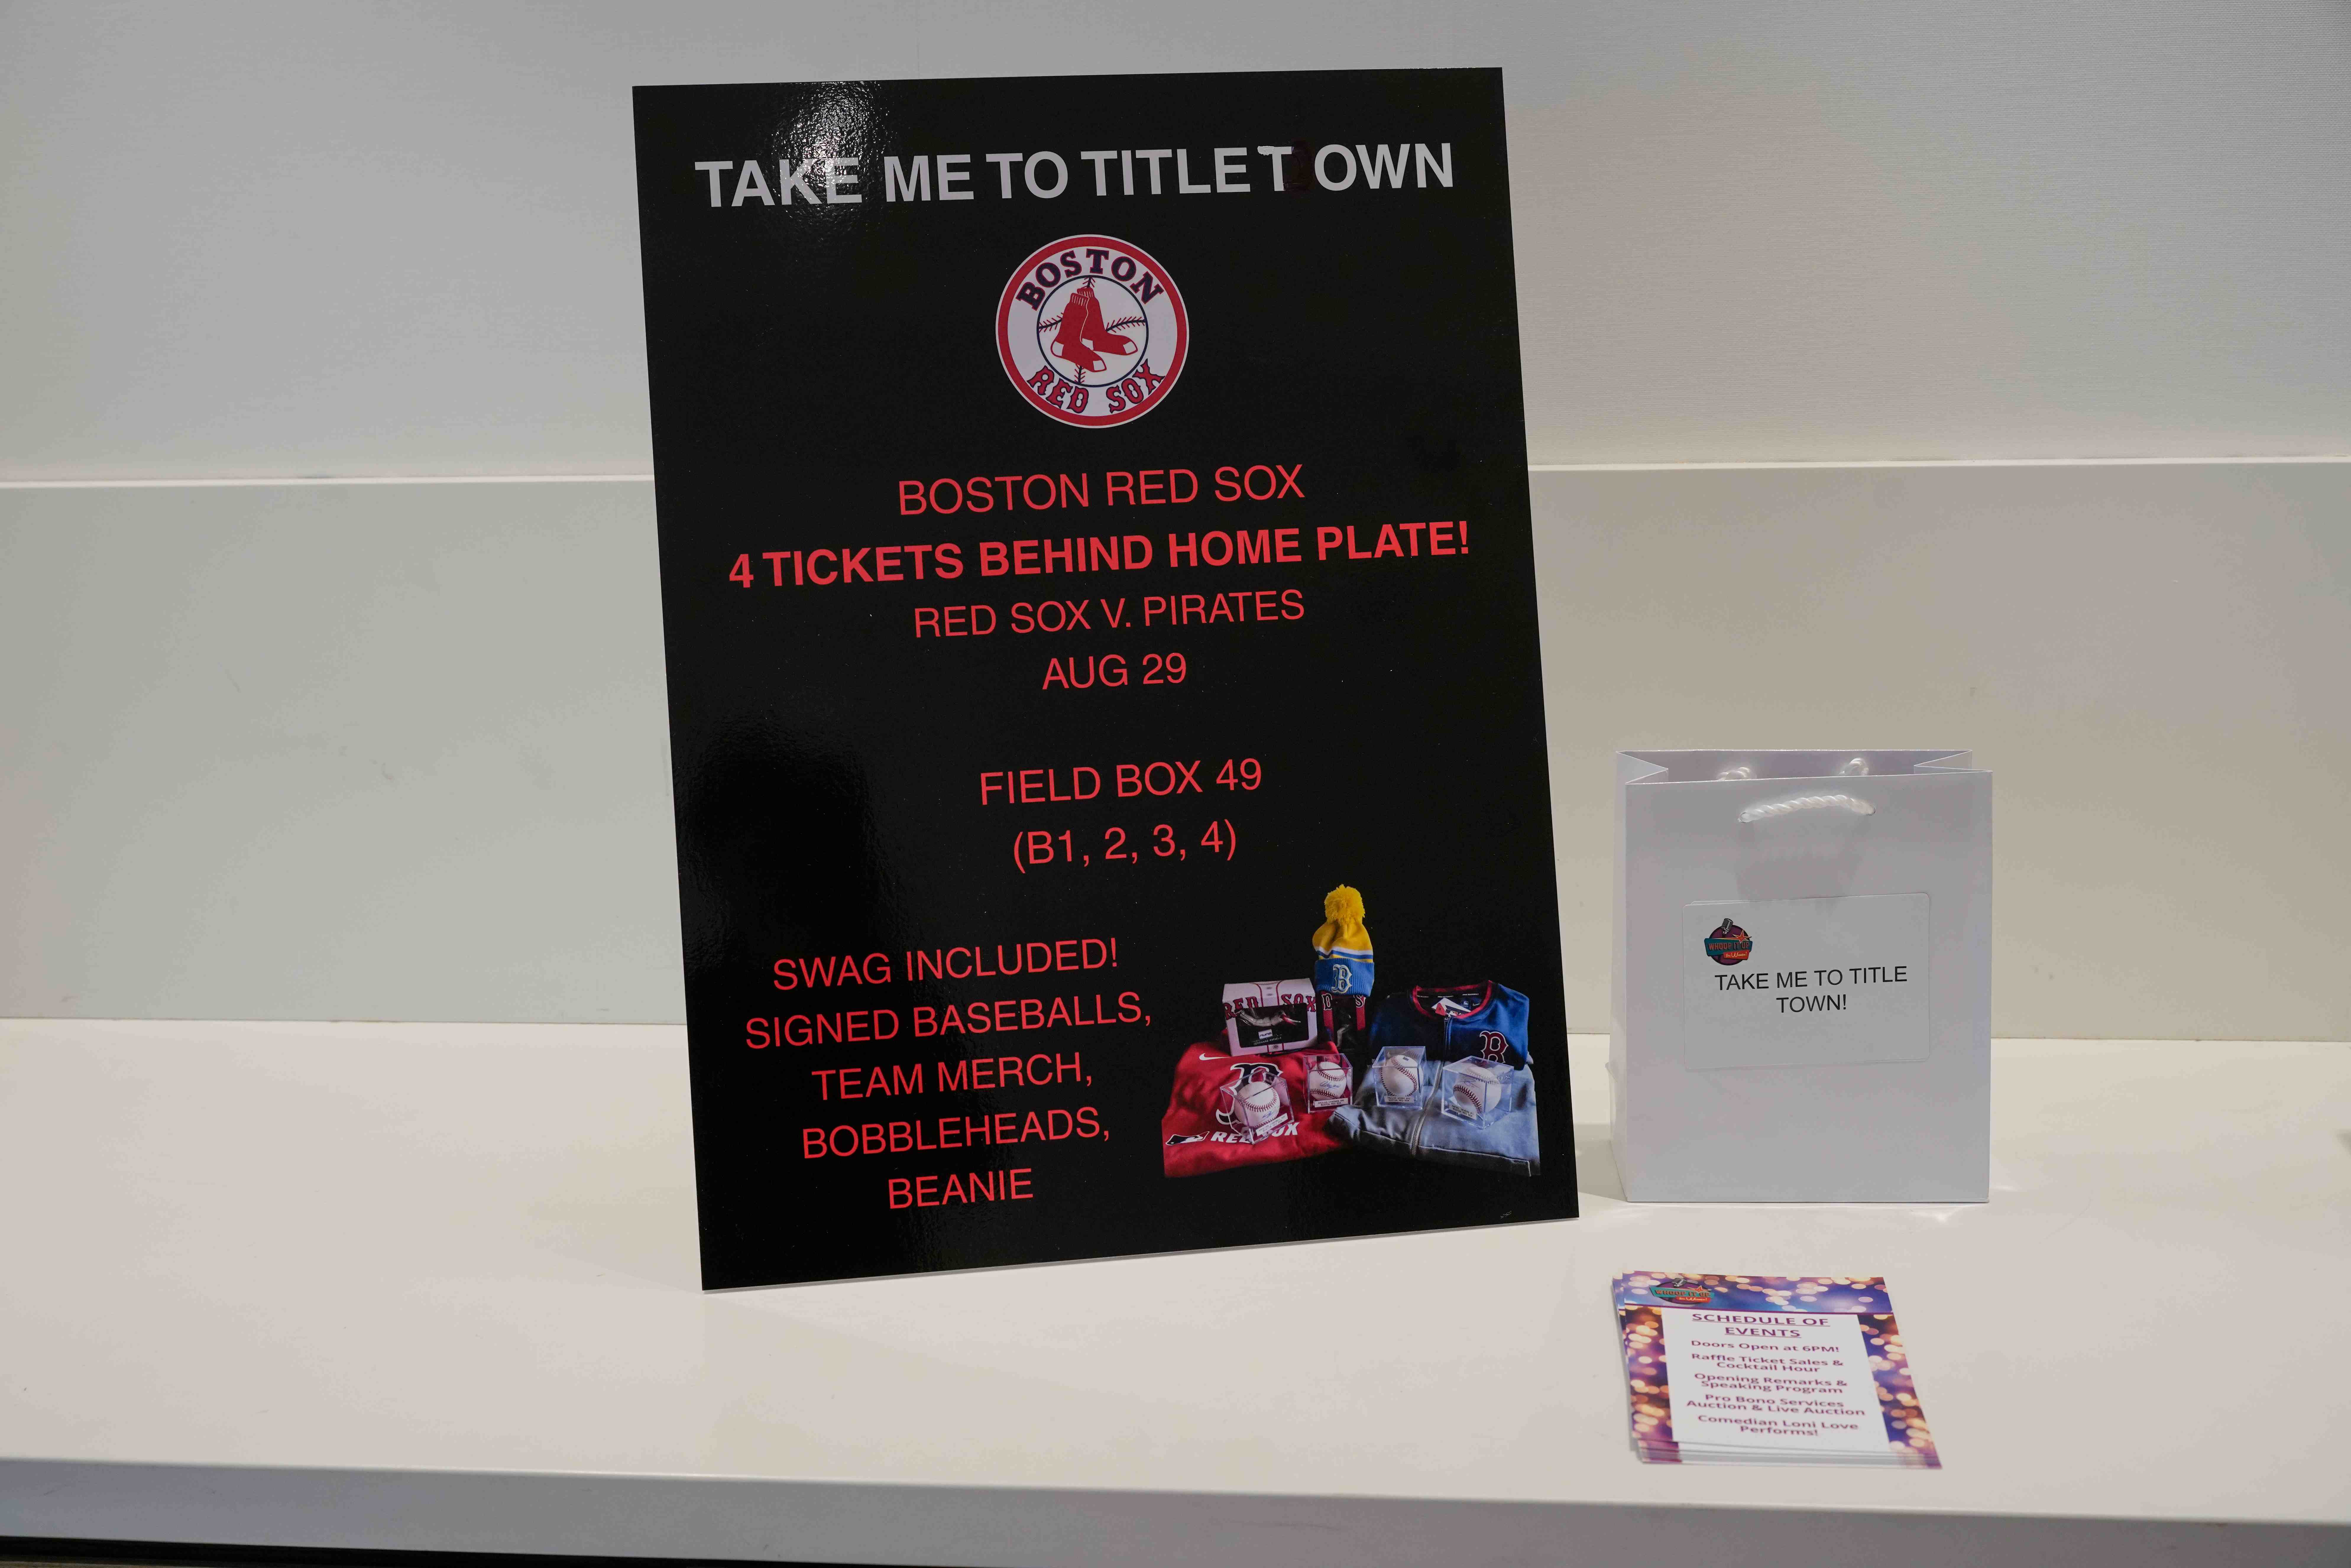 TAKE ME TO TITLE T OWN
BOSTON
RED SOX
BOSTON RED SOX
4 TICKETS BEHIND HOME PLATE!
RED SOX V. PIRATES
AUG 29
FIELD BOX 49
(B1, 2, 3, 4)
SWAG INCLUDED!
SIGNED BASEBALLS,
TEAM MERCH,
BOBBLEHEADS,
BEANIE
B
RED SOX
B
TAKE ME TO TITLE
TOWN!
SCHEDULE OF
EVENTS
Doors Open at 6PM!
Raffle Ticket Sales &
Cocktail Hour
Opening Remarks &
Speaking Program
Pro Bono Services
Auction & Live Auction
Comedian Loni Love
Performs!